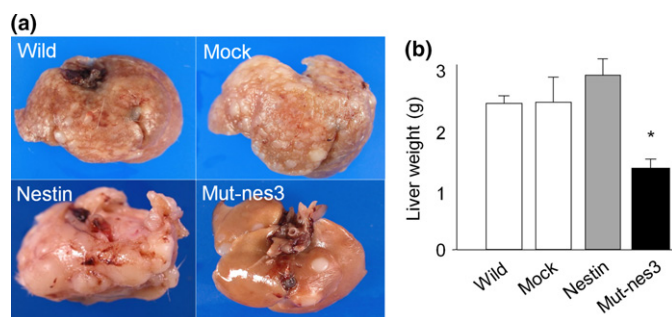 (a)
Wild
Mock
Nestin
Mut-nes3
(b)
Liver weight (g)
3
2
1
0
*
Wild
Mock
Nestin
Mut-nes3